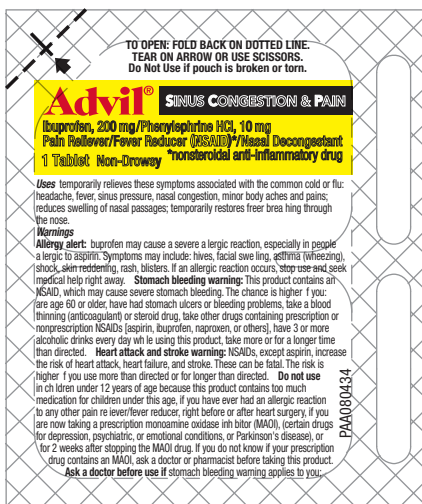 TO OPEN: FOLD BACK ON DOTTED LINE.
TEAR ON ARROW OR USE SCISSORS.
Do Not Use if pouch is broken or torn.
Advil® SINUS CONGESTION & PAIN
Ibuprofen, 200 mg/Phenylephrine HCl, 10 mg
Pain Reliever/Fever Reducer (NSAID)*/Nasal Decongestant
1 Tablet Non-Drowsy *nonsteroidal anti-inflammatory drug
Uses temporarily relieves these symptoms associated with the common cold or flu:
headache, fever, sinus pressure, nasal congestion, minor body aches and pains;
reduces swelling of nasal passages; temporarily restores freer brea hing through
the nose.
Warnings
Allergy alert: buprofen may cause a severe a lergic reaction, especially in people
a lergic to aspirin. Symptoms may include: hives, facial swe ling, asthma (wheezing),
shock, skin reddening, rash, blisters. If an allergic reaction occurs, stop use and seek
medical help right away. Stomach bleeding warning: This product contains an
NSAID, which may cause severe stomach bleeding. The chance is higher f you:
are age 60 or older, have had stomach ulcers or bleeding problems, take a blood
thinning (anticoagulant) or steroid drug, take other drugs containing prescription or
nonprescription NSAIDs [aspirin, ibuprofen, naproxen, or others], have 3 or more
alcoholic drinks every day wh le using this product, take more or for a longer time
than directed. Heart attack and stroke warning: NSAIDs, except aspirin, increase
the risk of heart attack, heart failure, and stroke. These can be fatal. The risk is
higher f you use more than directed or for longer than directed. Do not use
in ch ldren under 12 years of age because this product contains too much
medication for children under this age, if you have ever had an allergic reaction
to any other pain re iever/fever reducer, right before or after heart surgery, if you
are now taking a prescription monoamine oxidase inh bitor (MAOI), (certain drugs
for depression, psychiatric, or emotional conditions, or Parkinson's disease), or
for 2 weeks after stopping the MAOI drug. If you do not know if your prescription
drug contains an MAOI, ask a doctor or pharmacist before taking this product.
Ask a doctor before use if stomach bleeding warning applies to you;
PAA080434